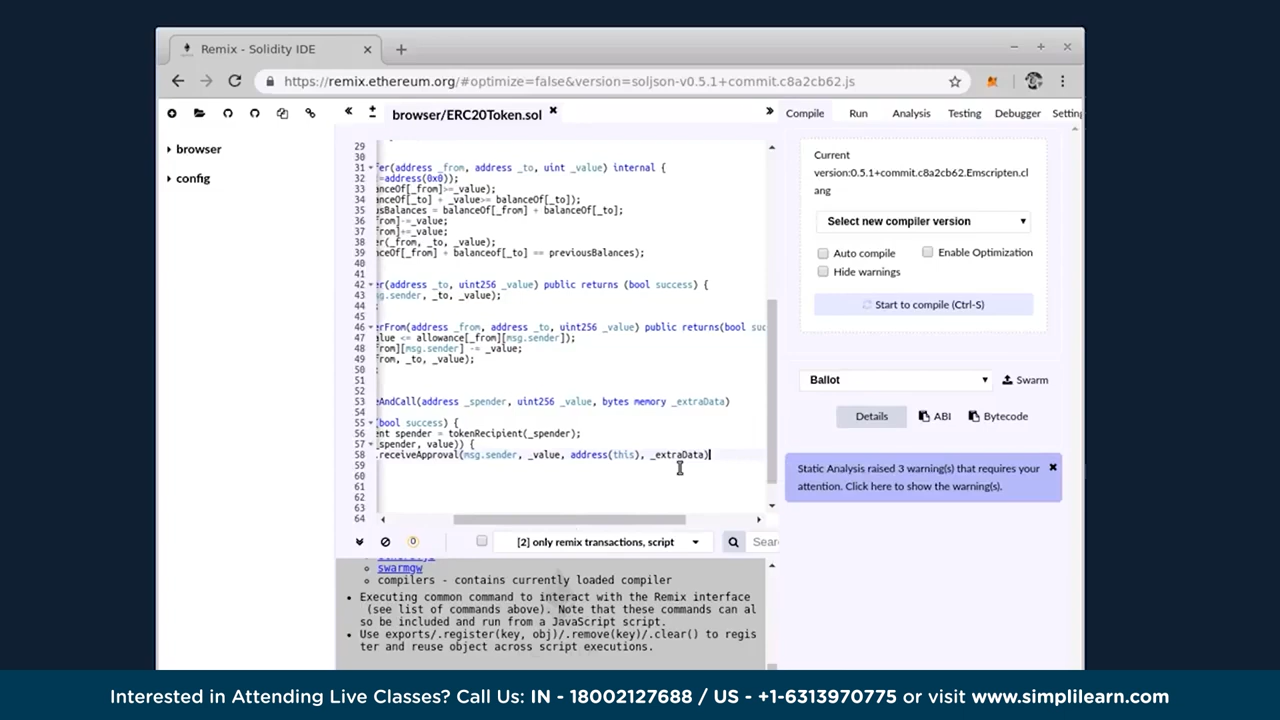 Remix - Solidity IDE
https://remix.ethereum.org/#optimize=false&version=soljson-v0.5.1+commit.c8a2cb62.js
browser/ERC20Token.sol
Compile Run Analysis Testing Debugger Settin
browser
config
29
30
31 fer(address _from, address _to, uint _value) internal {
32 =address(0x0));
33 anceOf[_from]>=_value);
34 anceOf[_to] + _value>= balanceOf[_to]);
35 usBalances = balanceOf[_from] + balanceOf[_to];
36 from]-=_value;
37 rom]+=_value;
38 er(_from, _to, _value);
39 nceOf[_from] + balanceof[_to] == previousBalances);
40
41
42 er(address _to, uint256 _value) public returns (bool success) {
43 sg.sender, _to, _value);
44 ;
45
46 erFrom(address _from, address _to, uint256 _value) public returns(bool suc
47 alue <= allowance[_from][msg.sender]);
48 from][msg.sender] -= _value;
49 from, _to, _value);
50 ;
51
52
53 eAndCall(address _spender, uint256 _value, bytes memory _extraData)
54
55 (bool success) {
56 ent spender = tokenRecipient(_spender);
57 _spender, value)) {
58 .receiveApproval(msg.sender, _value, address(this), _extraData)
59
60
61
62
63
64
Current
version:0.5.1+commit.c8a2cb62.Emscripten.cl
ang
Select new compiler version
Auto compile Enable Optimization
Hide warnings
Start to compile (Ctrl-S)
Ballot Swarm
Details ABI Bytecode
Static Analysis raised 3 warning(s) that requires your
attention. Click here to show the warning(s).
0 [2] only remix transactions, script Sear
swarmgw
compilers - contains currently loaded compiler
• Executing common command to interact with the Remix interface
(see list of commands above). Note that these commands can al
so be included and run from a JavaScript script.
• Use exports/.register(key, obj)/.remove(key)/.clear() to regis
ter and reuse object across script executions.
Interested in Attending Live Classes? Call Us: IN - 18002127688 / US - +1-6313970775 or visit www.simplilearn.com